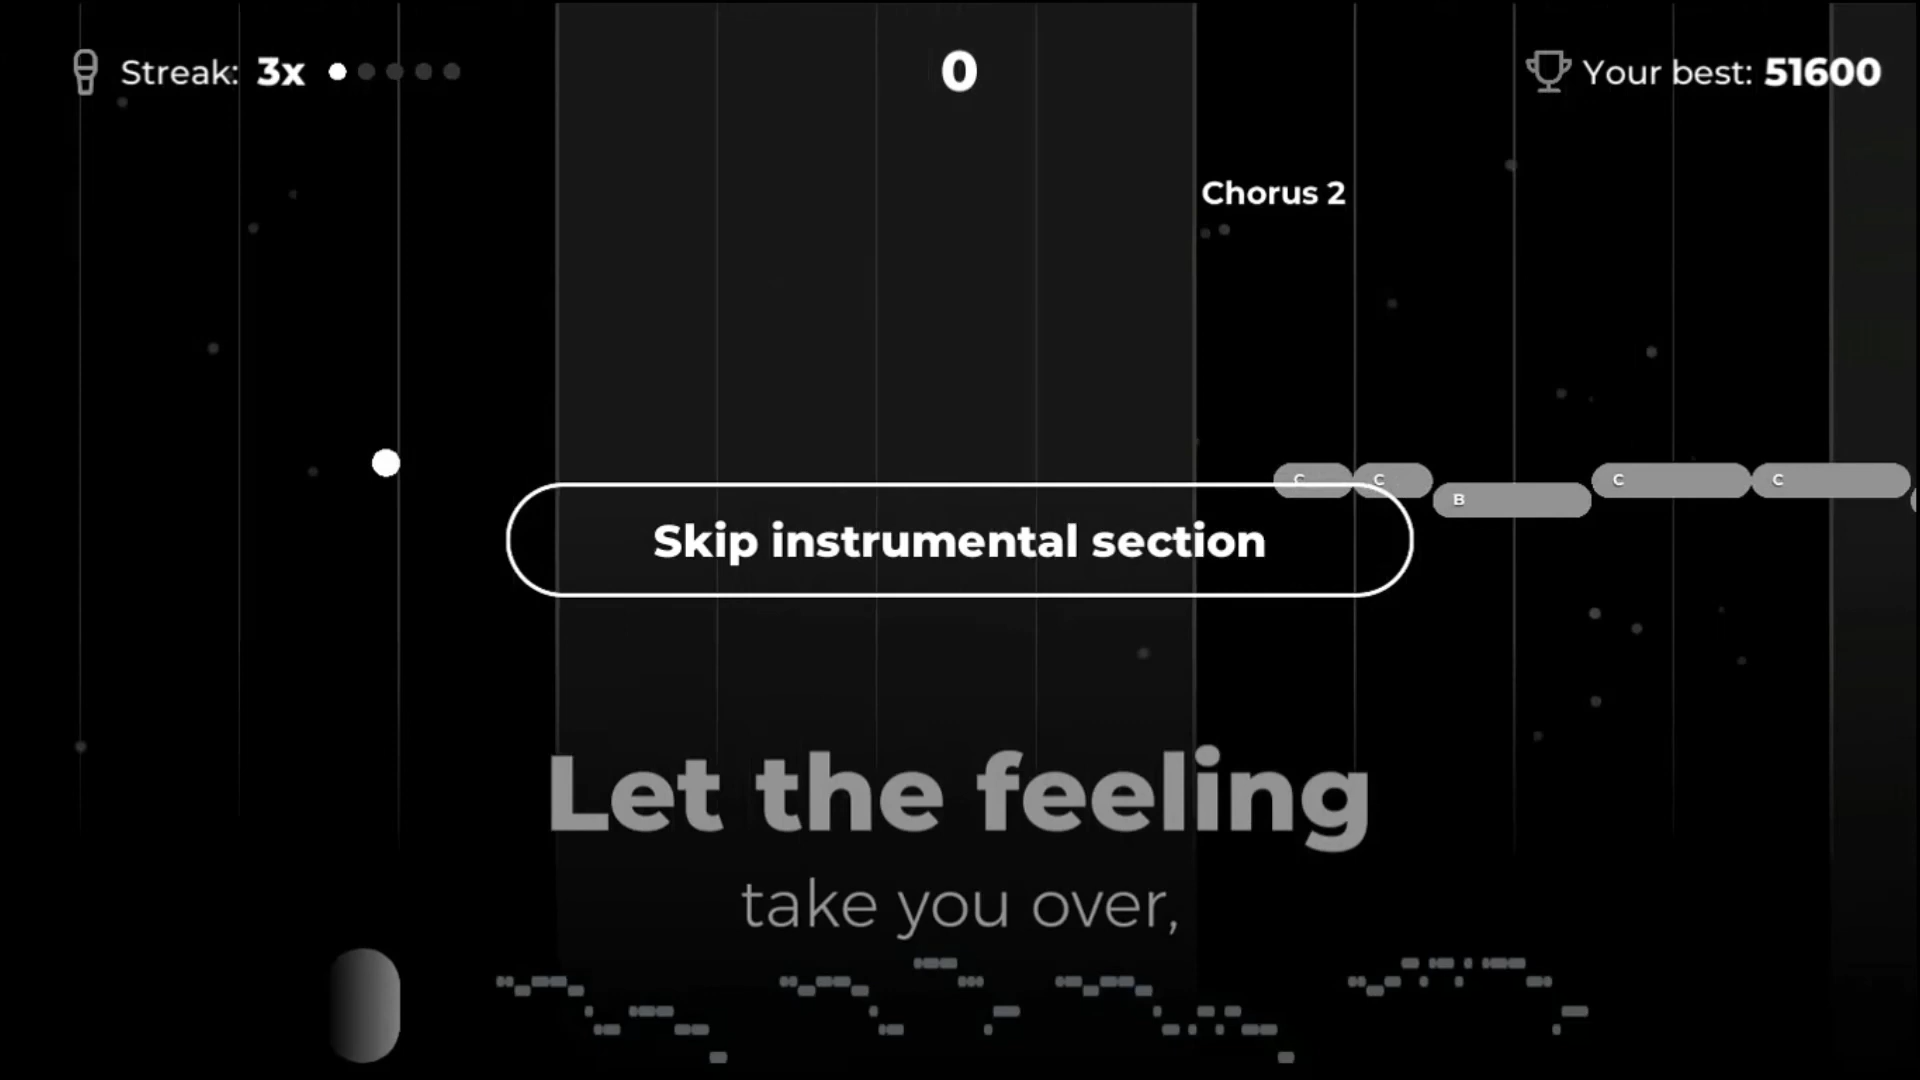 Streak: 3x
0
Your best: 51600
Chorus 2
C C B C C
Skip instrumental section
Let the feeling
take you over,